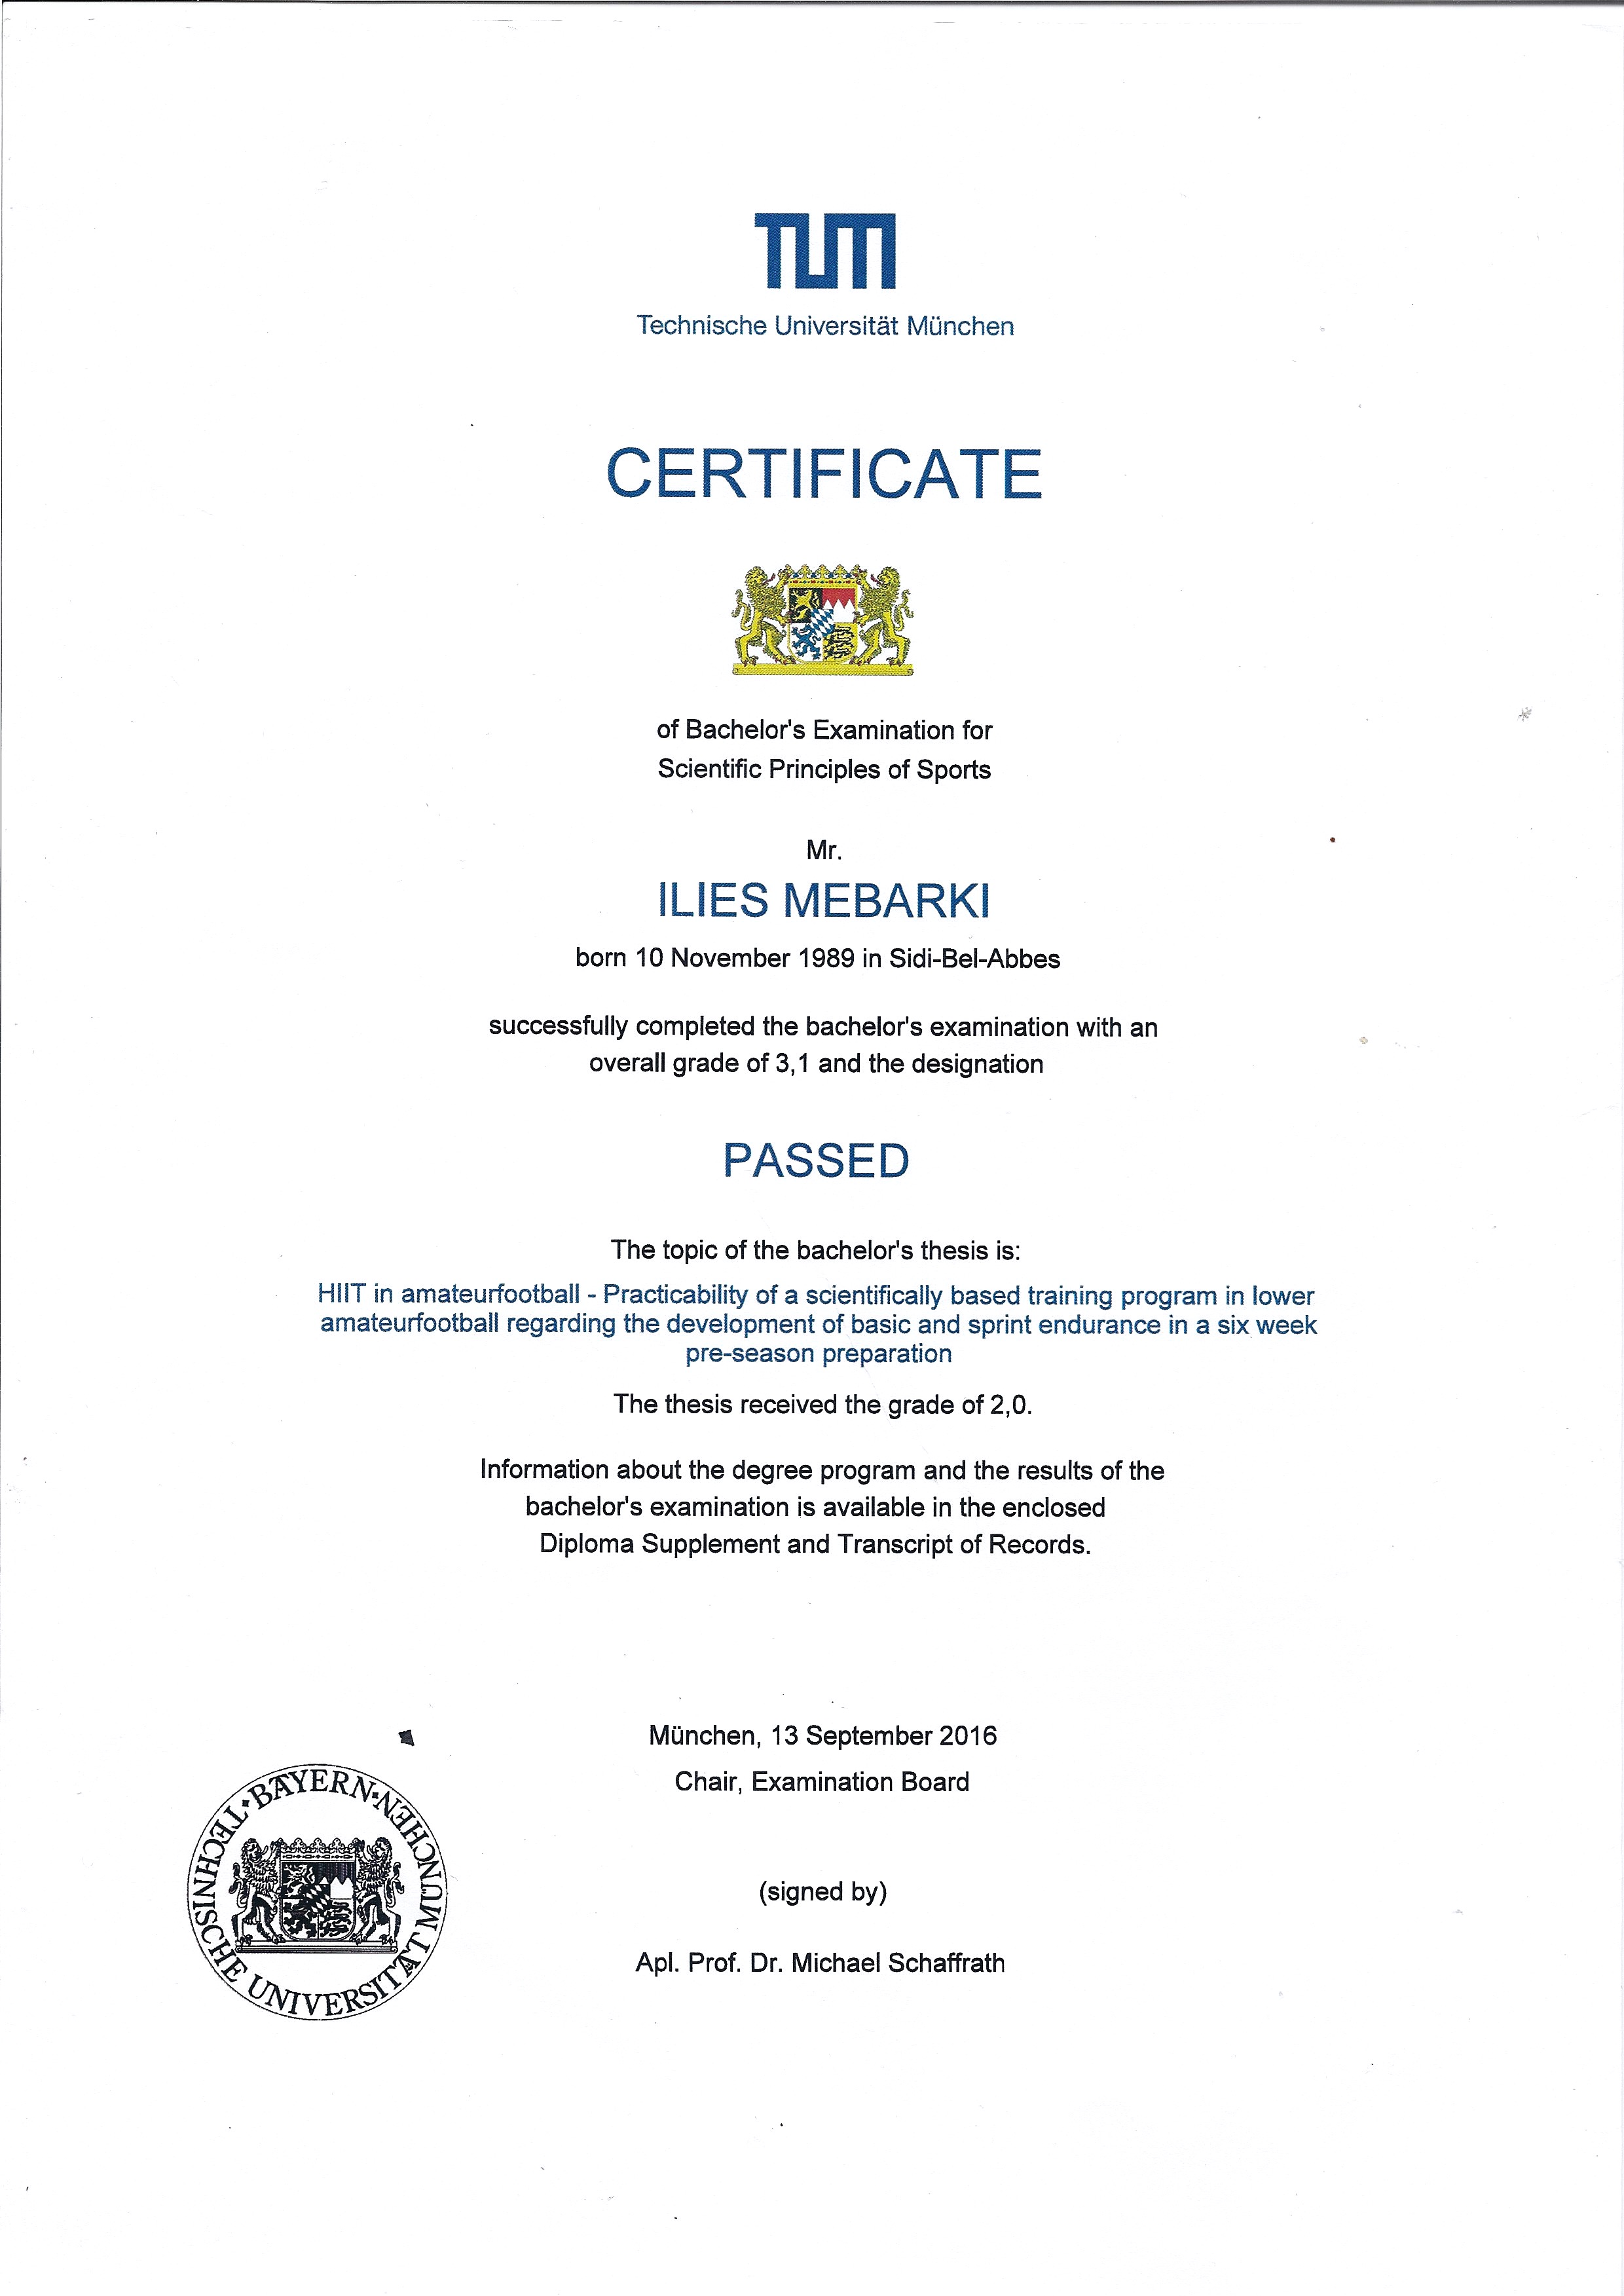 TUM
Technische Universität München
CERTIFICATE
of Bachelor's Examination for
Scientific Principles of Sports
Mr.
ILIES MEBARKI
born 10 November 1989 in Sidi-Bel-Abbes
successfully completed the bachelor's examination with an
overall grade of 3,1 and the designation
PASSED
The topic of the bachelor's thesis is:
HIIT in amateurfootball - Practicability of a scientifically based training program in lower
amateurfootball regarding the development of basic and sprint endurance in a six week
pre-season preparation
The thesis received the grade of 2,0.
Information about the degree program and the results of the
bachelor's examination is available in the enclosed
Diploma Supplement and Transcript of Records.
München, 13 September 2016
Chair, Examination Board
(signed by)
Apl. Prof. Dr. Michael Schaffrath
TECHNISCHE UNIVERSITÄT MÜNCHEN · BAYERN ·